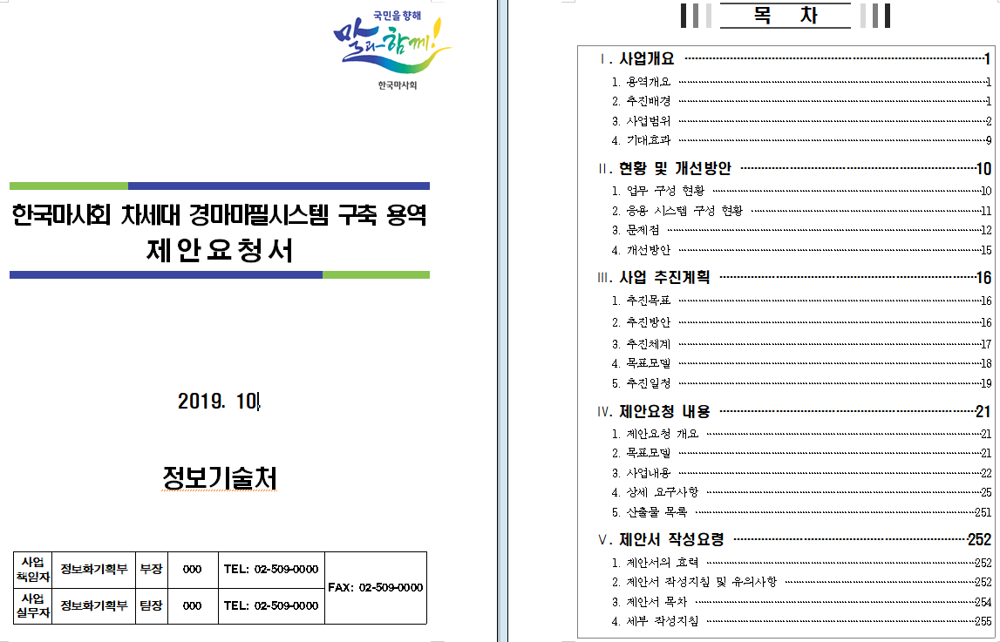 국민을 향해
말과 함께!
한국마사회
한국마사회 차세대 경마마필시스템 구축 용역
제안요청서
2019. 10.
정보기술처
사업 책임자 정보화기획부 부장 000 TEL: 02-509-0000 FAX: 02-509-0000
사업 실무자 정보화기획부 팀장 000 TEL: 02-509-0000
목 차
Ⅰ. 사업개요 1
1. 용역개요 1
2. 추진배경 1
3. 사업범위 2
4. 기대효과 9
Ⅱ. 현황 및 개선방안 10
1. 업무 구성 현황 10
2. 응용 시스템 구성 현황 11
3. 문제점 12
4. 개선방안 15
Ⅲ. 사업 추진계획 16
1. 추진목표 16
2. 추진방안 16
3. 추진체계 17
4. 목표모델 18
5. 추진일정 19
Ⅳ. 제안요청 내용 21
1. 제안요청 개요 21
2. 목표모델 21
3. 사업내용 22
4. 상세 요구사항 25
5. 산출물 목록 251
Ⅴ. 제안서 작성요령 252
1. 제안서의 효력 252
2. 제안서 작성지침 및 유의사항 252
3. 제안서 목차 254
4. 세부 작성지침 255